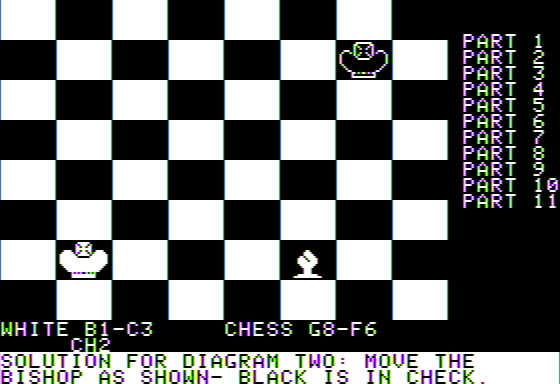 PART 1
PART 2
PART 3
PART 4
PART 5
PART 6
PART 7
PART 8
PART 9
PART 10
PART 11
WHITE B1-C3 CHESS G8-F6
CH2
SOLUTION FOR DIAGRAM TWO: MOVE THE
BISHOP AS SHOWN- BLACK IS IN CHECK.